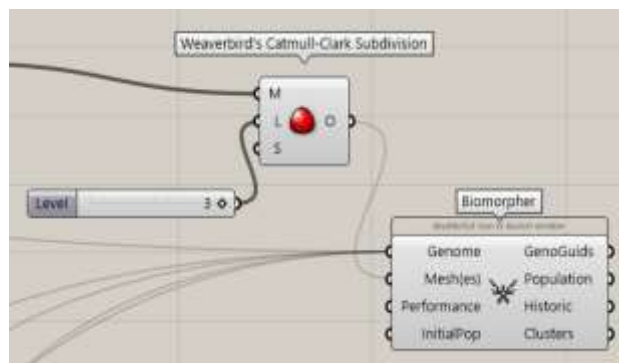 Weaverbird's Catmull-Clark Subdivision
M
L O
S
Level 3
Biomorpher
Genome GenoGuids
Mesh(es) Population
Performance Historic
InitialPop Clusters